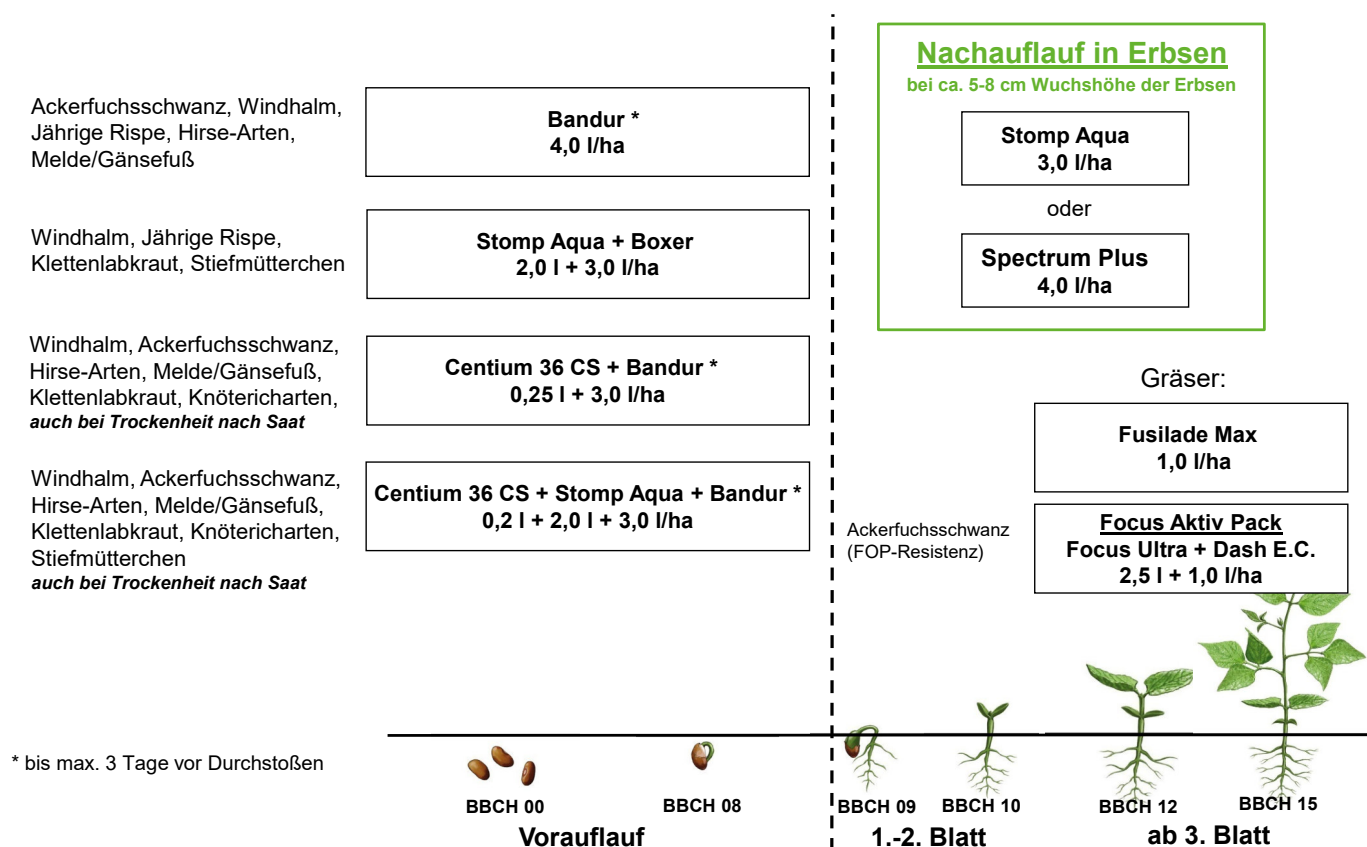 Ackerfuchsschwanz, Windhalm,
Jährige Rispe, Hirse-Arten,
Melde/Gänsefuß
Bandur *
4,0 l/ha
Windhalm, Jährige Rispe,
Klettenlabkraut, Stiefmütterchen
Stomp Aqua + Boxer
2,0 l + 3,0 l/ha
Windhalm, Ackerfuchsschwanz,
Hirse-Arten, Melde/Gänsefuß,
Klettenlabkraut, Knötericharten,
auch bei Trockenheit nach Saat
Centium 36 CS + Bandur *
0,25 l + 3,0 l/ha
Windhalm, Ackerfuchsschwanz,
Hirse-Arten, Melde/Gänsefuß,
Klettenlabkraut, Knötericharten,
Stiefmütterchen
auch bei Trockenheit nach Saat
Centium 36 CS + Stomp Aqua + Bandur *
0,2 l + 2,0 l + 3,0 l/ha
Nachauflauf in Erbsen
bei ca. 5-8 cm Wuchshöhe der Erbsen
Stomp Aqua
3,0 l/ha
oder
Spectrum Plus
4,0 l/ha
Gräser:
Fusilade Max
1,0 l/ha
Ackerfuchsschwanz
(FOP-Resistenz)
Focus Aktiv Pack
Focus Ultra + Dash E.C.
2,5 l + 1,0 l/ha
* bis max. 3 Tage vor Durchstoßen
BBCH 00
BBCH 08
BBCH 09
BBCH 10
BBCH 12
BBCH 15
Vorauflauf
1.-2. Blatt
ab 3. Blatt